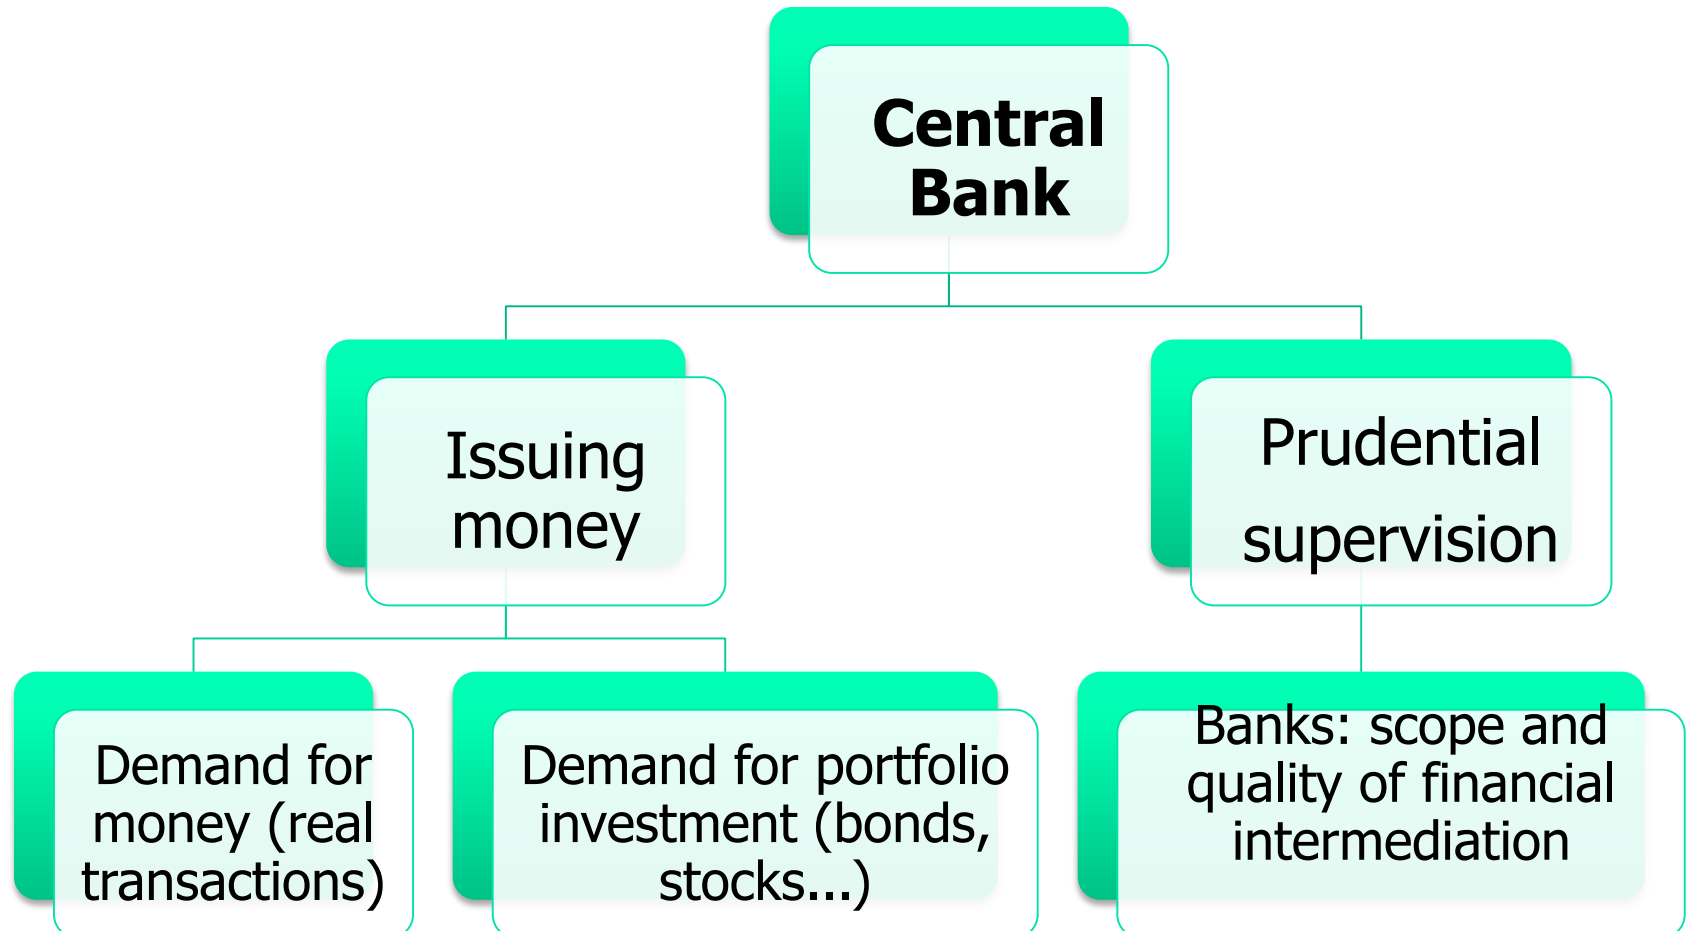 Central
Bank
Issuing
money
Prudential
supervision
Demand for
money (real
transactions)
Demand for portfolio
investment (bonds,
stocks...)
Banks: scope and
quality of financial
intermediation